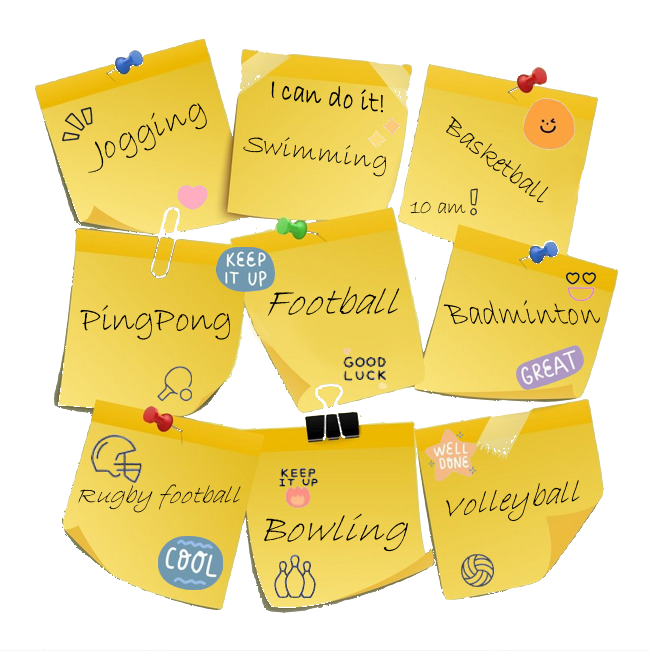 Jogging
I can do it!
Swimming
Basketball
10 am!
PingPong
KEEP
IT UP
Football
GOOD
LUCK
Badminton
GREAT
Rugby football
COOL
KEEP
IT UP
Bowling
WELL
DONE
Volleyball